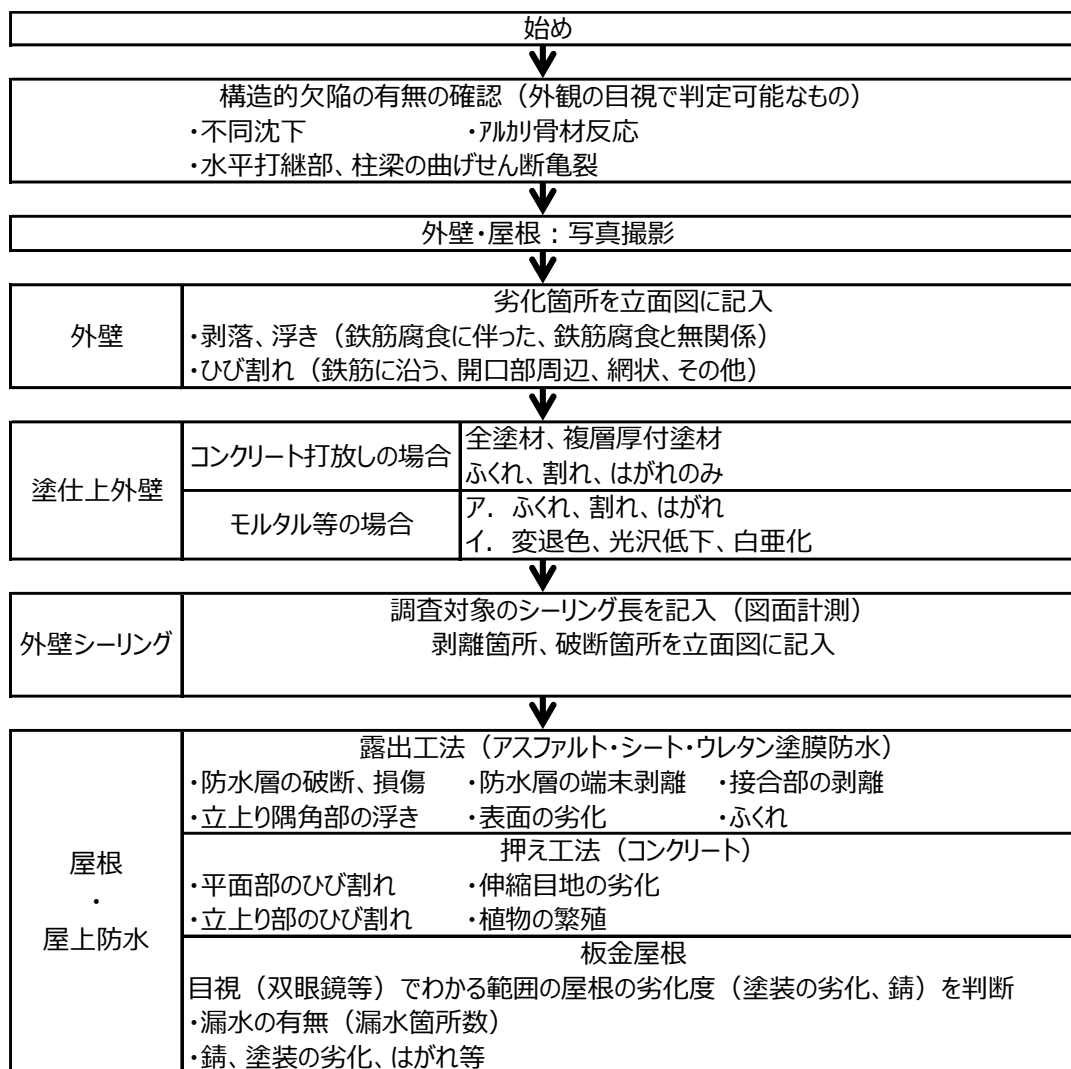 始め
構造的欠陥の有無の確認（外観の目視で判定可能なもの）
・不同沈下　・ｱﾙｶﾘ骨材反応
・水平打継部、柱梁の曲げせん断亀裂
外壁・屋根：写真撮影
外壁
劣化箇所を立面図に記入
・剥落、浮き（鉄筋腐食に伴った、鉄筋腐食と無関係）
・ひび割れ（鉄筋に沿う、開口部周辺、網状、その他）
塗仕上外壁
コンクリート打放しの場合
全塗材、複層厚付塗材
ふくれ、割れ、はがれのみ
モルタル等の場合
ア．ふくれ、割れ、はがれ
イ．変退色、光沢低下、白亜化
外壁シーリング
調査対象のシーリング長を記入（図面計測）
剥離箇所、破断箇所を立面図に記入
屋根
・
屋上防水
露出工法（アスファルト・シート・ウレタン塗膜防水）
・防水層の破断、損傷　・防水層の端末剥離　・接合部の剥離
・立上り隅角部の浮き　・表面の劣化　・ふくれ
押え工法（コンクリート）
・平面部のひび割れ　・伸縮目地の劣化
・立上り部のひび割れ　・植物の繁殖
板金屋根
目視（双眼鏡等）でわかる範囲の屋根の劣化度（塗装の劣化、錆）を判断
・漏水の有無（漏水箇所数）
・錆、塗装の劣化、はがれ等